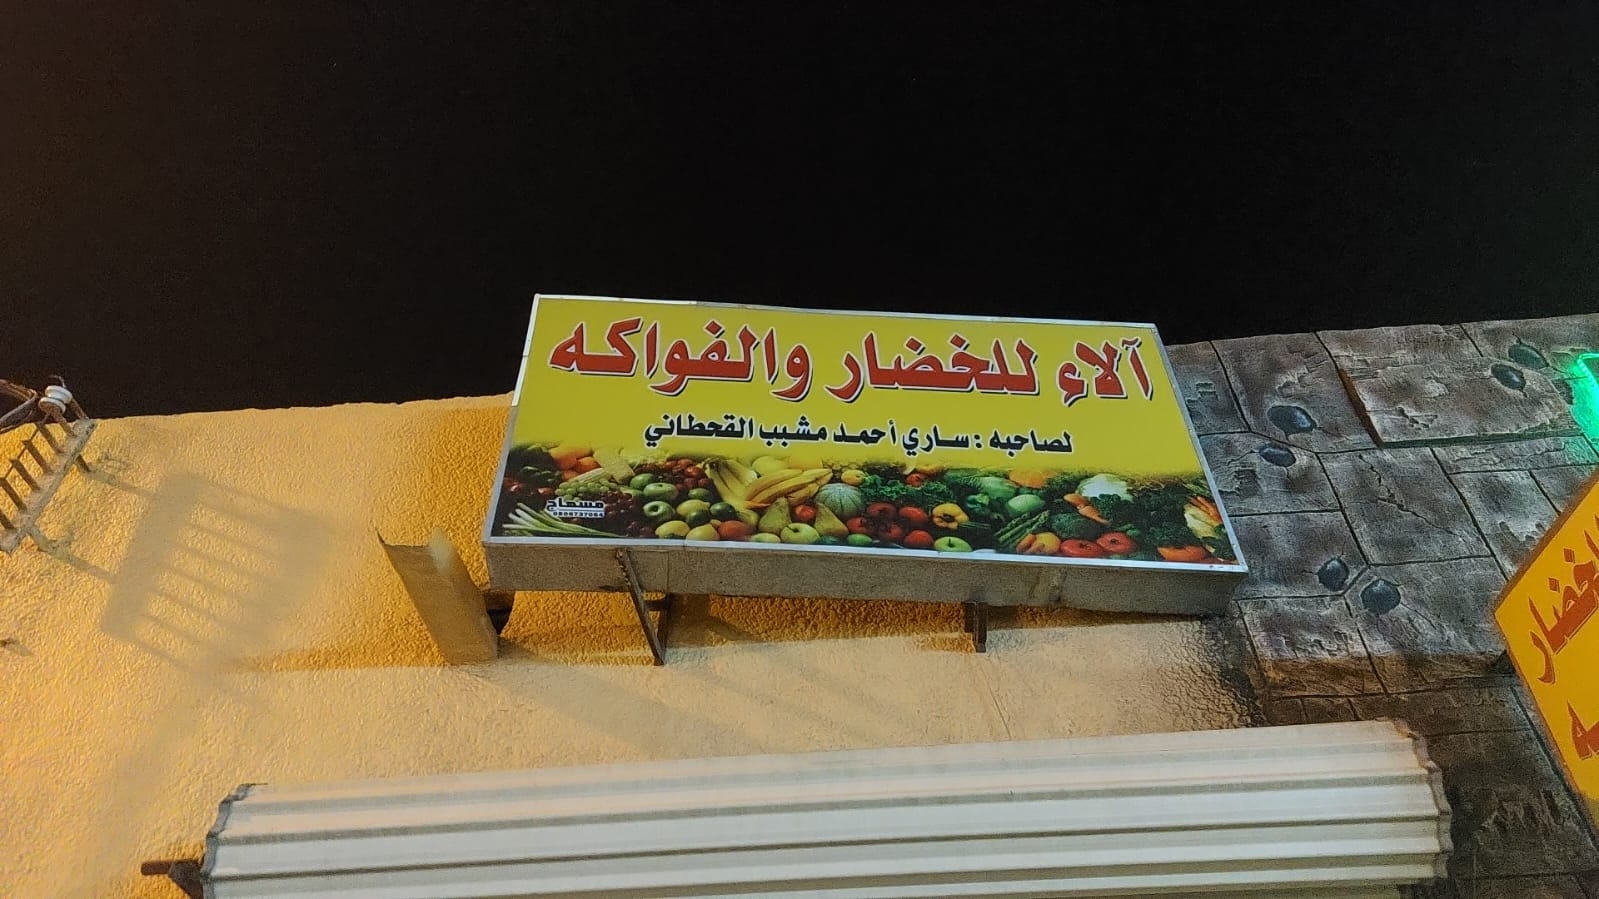 آلاء للخضار والفواكه
لصاحبه : ساري أحمد مشبب القحطاني